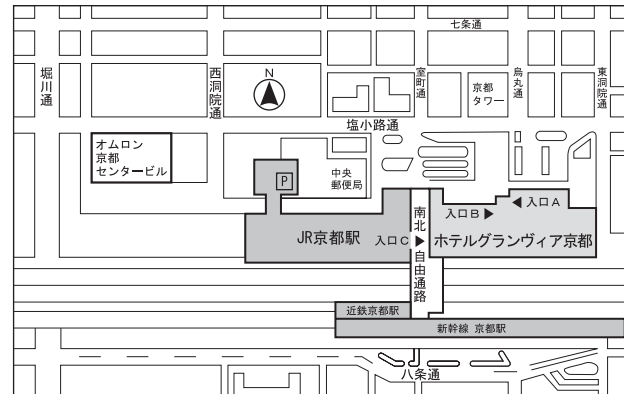 七条通
堀川通
西洞院通
N
室町通
烏丸通
東洞院通
京都
タワー
塩小路通
オムロン
京都
センタービル
P
中央
郵便局
入口A
入口B
南北自由通路
JR京都駅
入口C
ホテルグランヴィア京都
近鉄京都駅
新幹線 京都駅
八条通